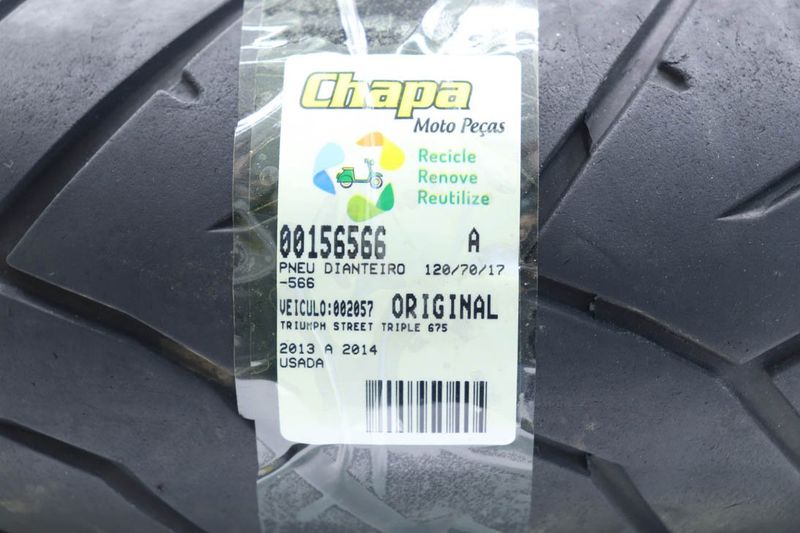 Chapa
Moto Peças
Recicle
Renove
Reutilize
00156566 A
PNEU DIANTEIRO 120/70/17
-566
VEICULO:002057 ORIGINAL
TRIUMPH STREET TRIPLE 675
2013 A 2014
USADA